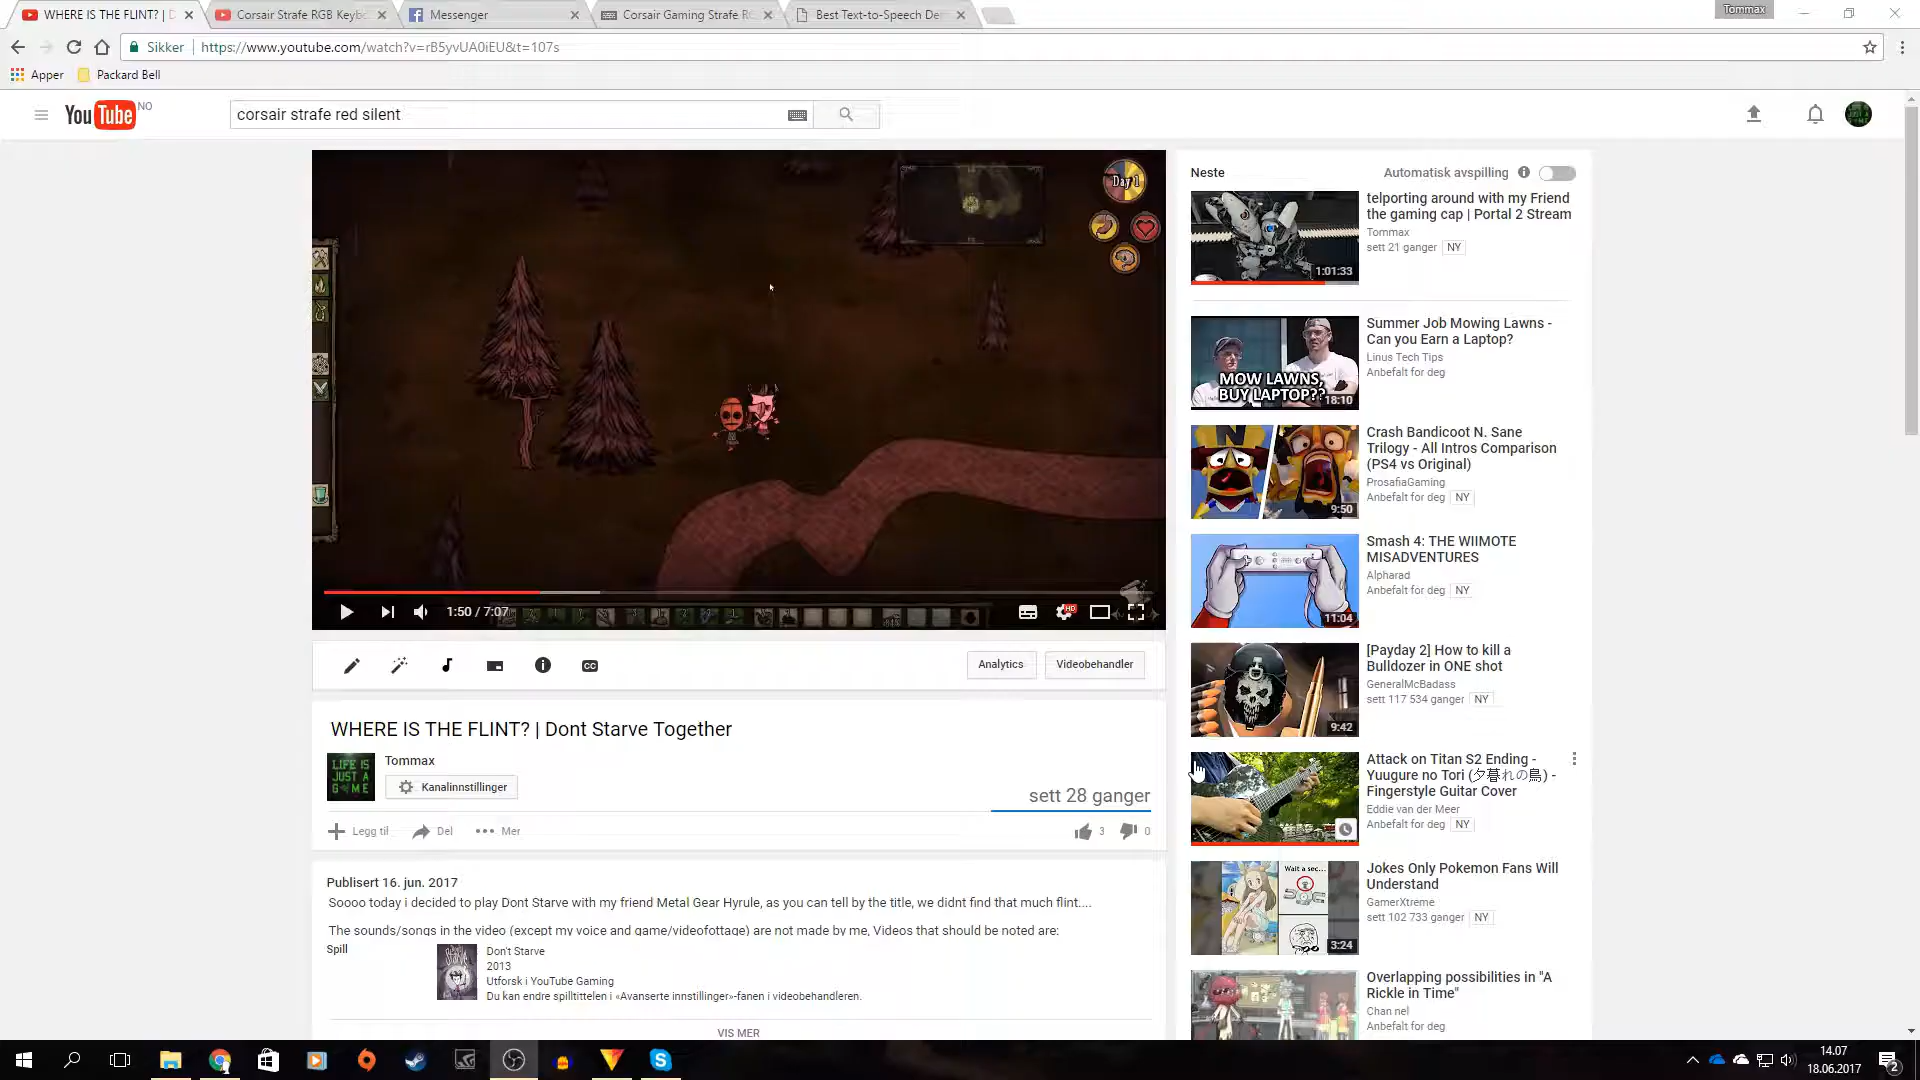 WHERE IS THE FLINT? | D
Corsair Strafe RGB Keyb
Messenger
Corsair Gaming Strafe R
Best Text-to-Speech De
Tommax
Sikker
https://www.youtube.com/watch?v=rB5yvUA0iEU&t=107s
Apper
Packard Bell
YouTube NO
corsair strafe red silent
Day 1
1:50 / 7:07
HD
CC
Analytics
Videobehandler
WHERE IS THE FLINT? | Dont Starve Together
LIFE IS
JUST A
GAME
Tommax
Kanalinnstillinger
sett 28 ganger
Legg til
Del
Mer
3
0
Publisert 16. jun. 2017
Soooo today i decided to play Dont Starve with my friend Metal Gear Hyrule, as you can tell by the title, we didnt find that much flint....
The sounds/songs in the video (except my voice and game/videofottage) are not made by me, Videos that should be noted are:
Spill
Don't Starve
2013
Utforsk i YouTube Gaming
Du kan endre spilltittelen i «Avanserte innstillinger»-fanen i videobehandleren.
VIS MER
Neste
Automatisk avspilling
1:01:33
telporting around with my Friend
the gaming cap | Portal 2 Stream
Tommax
sett 21 ganger NY
MOW LAWNS,
BUY LAPTOP??
18:10
Summer Job Mowing Lawns -
Can you Earn a Laptop?
Linus Tech Tips
Anbefalt for deg
9:50
Crash Bandicoot N. Sane
Trilogy - All Intros Comparison
(PS4 vs Original)
ProsafiaGaming
Anbefalt for deg NY
11:04
Smash 4: THE WIIMOTE
MISADVENTURES
Alpharad
Anbefalt for deg NY
9:42
[Payday 2] How to kill a
Bulldozer in ONE shot
GeneralMcBadass
sett 117 534 ganger NY
Attack on Titan S2 Ending -
Yuugure no Tori (夕暮れの鳥) -
Fingerstyle Guitar Cover
Eddie van der Meer
Anbefalt for deg NY
Wait a sec...
3:24
Jokes Only Pokemon Fans Will
Understand
GamerXtreme
sett 102 733 ganger NY
Overlapping possibilities in "A
Rickle in Time"
Chan nel
Anbefalt for deg
14.07
18.06.2017
2